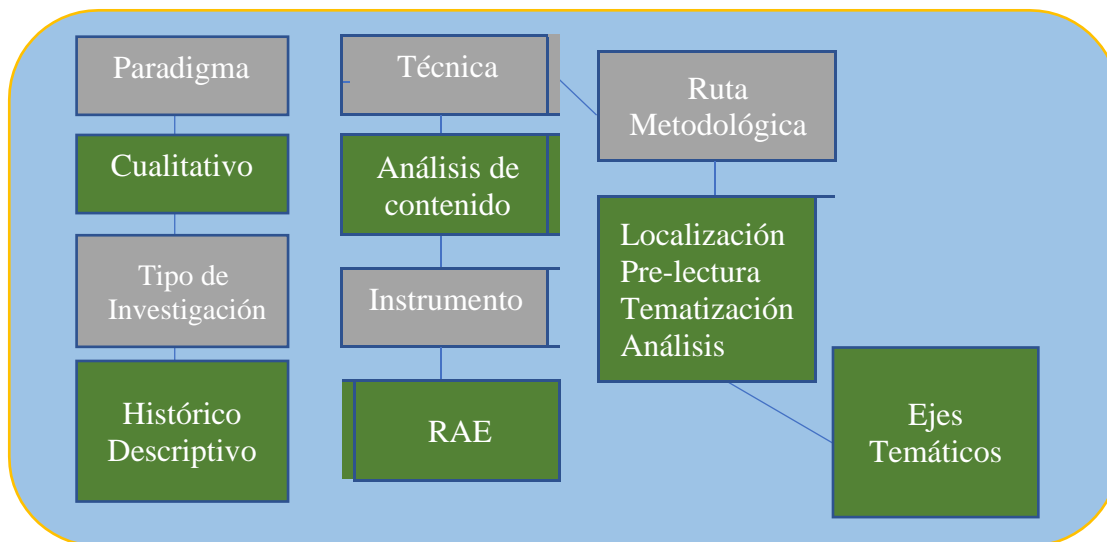 Paradigma
Cualitativo
Tipo de
Investigación
Histórico
Descriptivo
Técnica
Análisis de
contenido
Instrumento
RAE
Ruta
Metodológica
Localización
Pre-lectura
Tematización
Análisis
Ejes
Temáticos